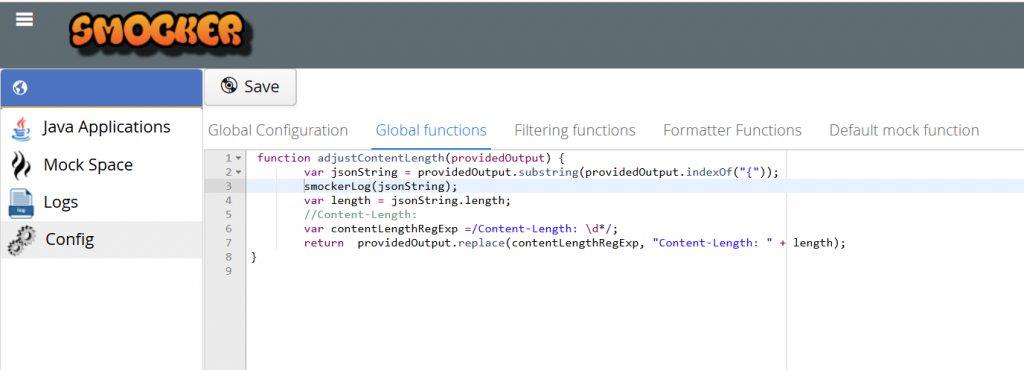 SMOCKER
Save
Java Applications
Mock Space
Logs
Config
Global Configuration Global functions Filtering functions Formatter Functions Default mock function
1 function adjustContentLength(providedOutput) {
2 var jsonString = providedOutput.substring(providedOutput.indexOf("{"));
3 smockerLog(jsonString);
4 var length = jsonString.length;
5 //Content-Length:
6 var contentLengthRegExp =/Content-Length: \d*/;
7 return providedOutput.replace(contentLengthRegExp, "Content-Length: " + length);
8 }
9